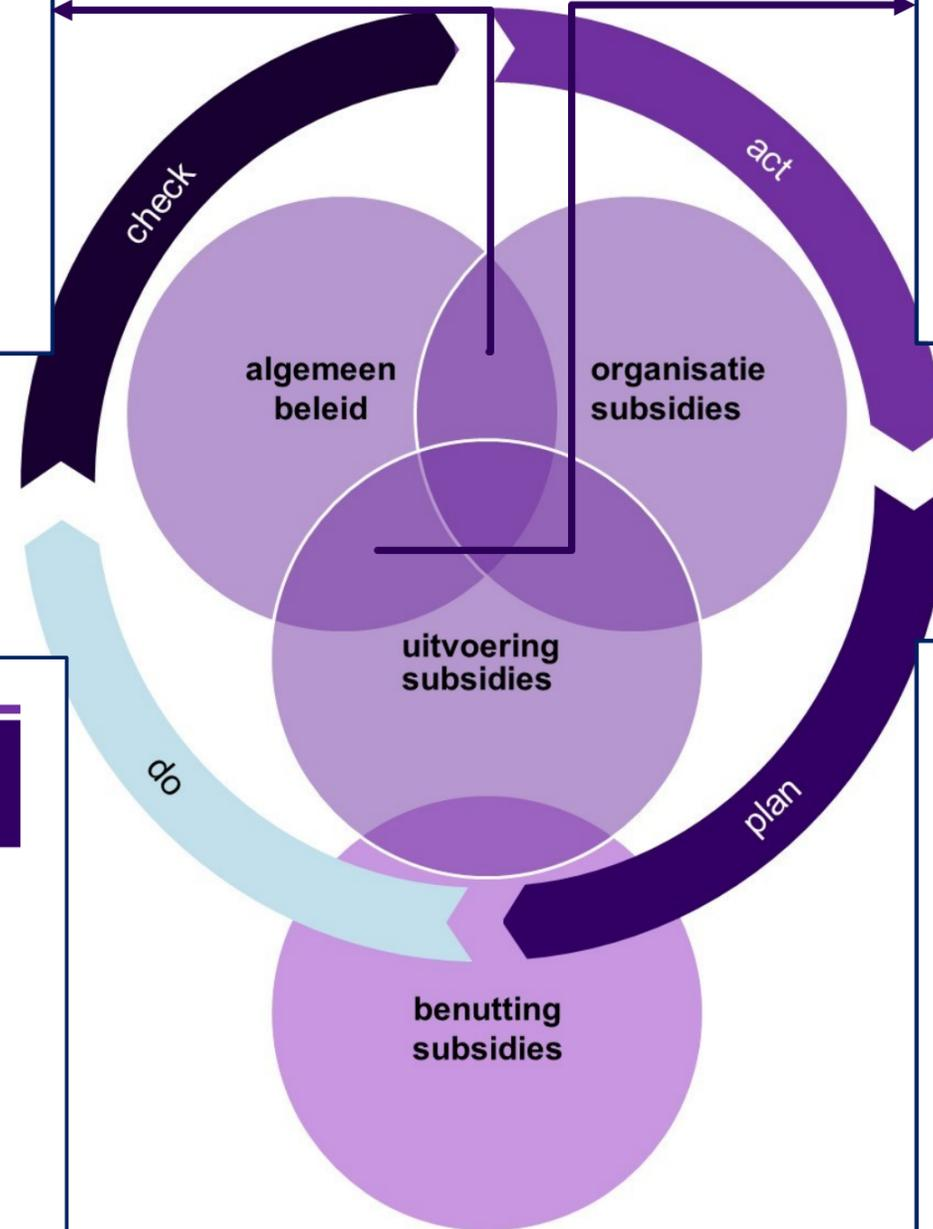 check
act
algemeen
beleid
organisatie
subsidies
uitvoering
subsidies
do
plan
benutting
subsidies